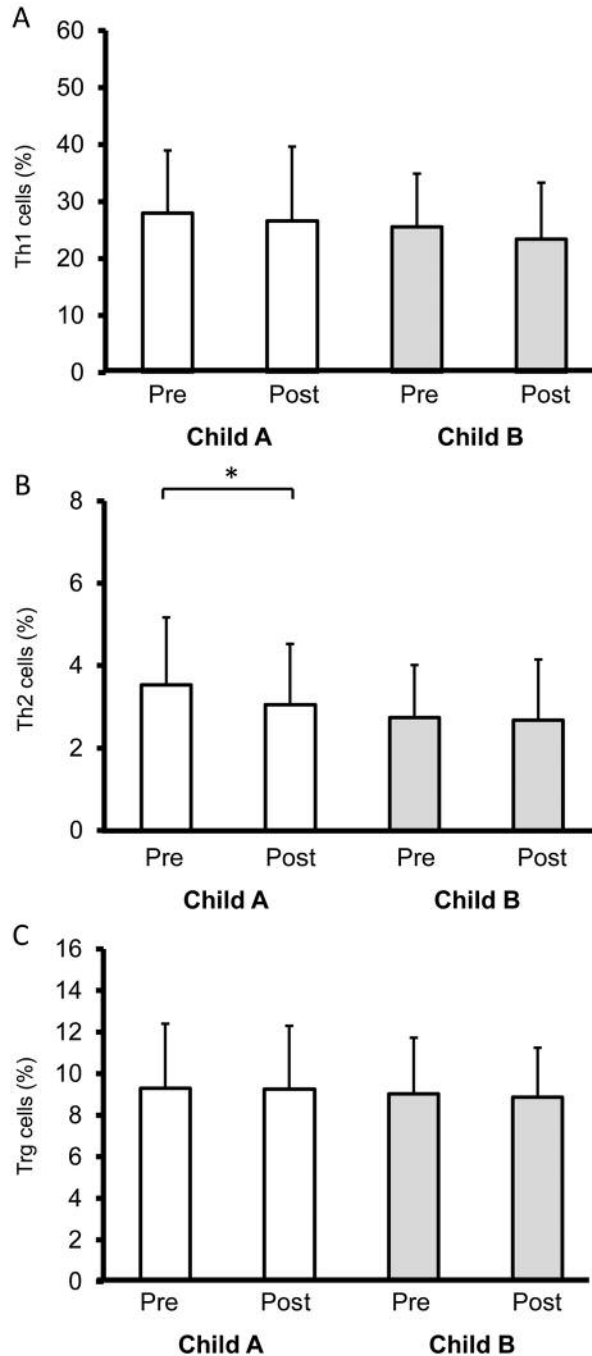 A
Th1 cells (%)
60
50
40
30
20
10
0
Pre Post Pre Post
Child A Child B
B
*
Th2 cells (%)
8
6
4
2
0
Pre Post Pre Post
Child A Child B
C
Trg cells (%)
16
14
12
10
8
6
4
2
0
Pre Post Pre Post
Child A Child B